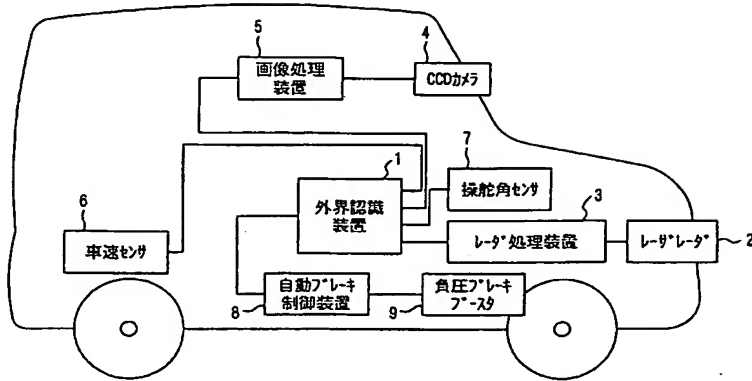 5
画像処理
装置
4
CCDカメラ
7
操舵角センサ
1
外界認識
装置
3
レーダ処理装置
レーザレーダ
2
6
車速センサ
自動ブレーキ
制御装置
8
負圧ブレーキ
ブースタ
9